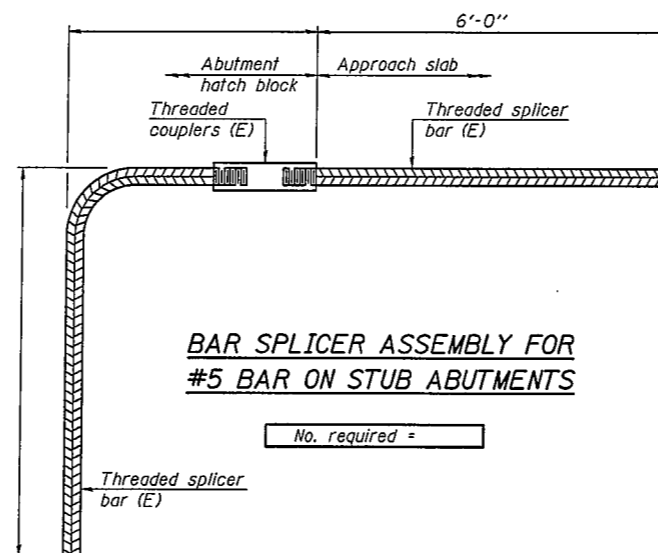 6'-0"
Abutment
hatch block
Approach slab
Threaded
couplers (E)
Threaded splicer
bar (E)
BAR SPLICER ASSEMBLY FOR
#5 BAR ON STUB ABUTMENTS
No. required =
Threaded splicer
bar (E)